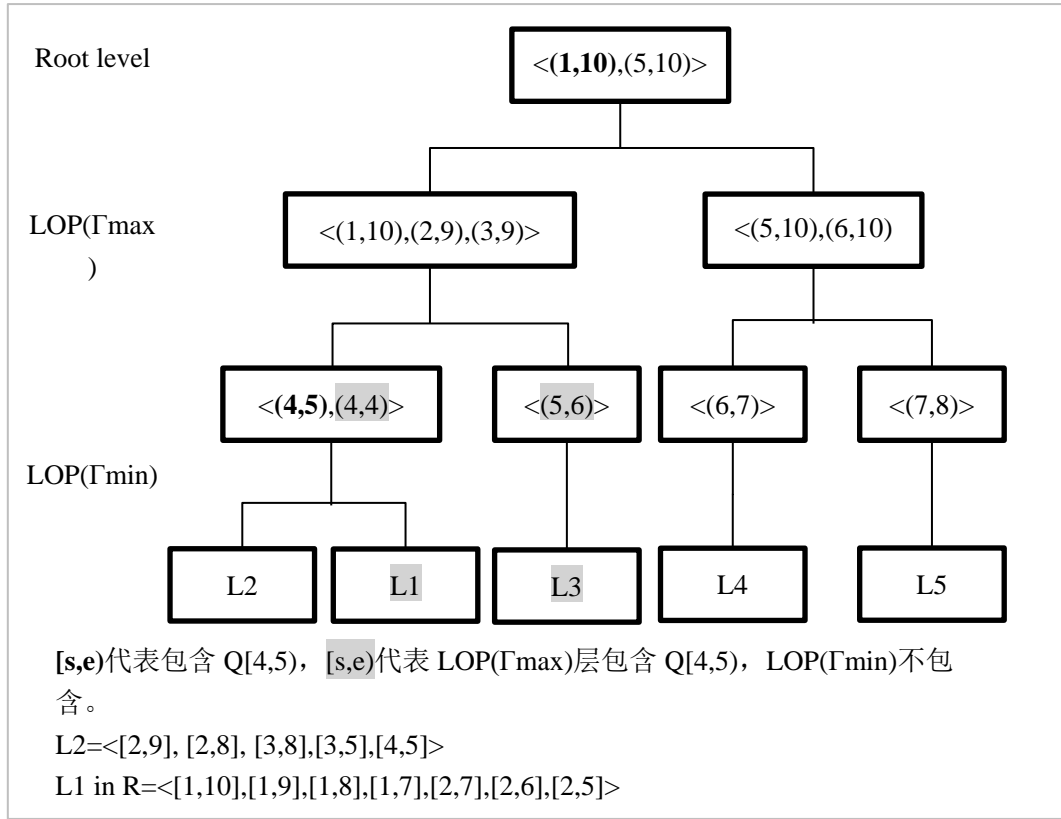 Root level
<(1,10),(5,10)>
LOP(Γmax
)
<(1,10),(2,9),(3,9)>
<(5,10),(6,10)
<(4,5),(4,4)>
<(5,6)>
<(6,7)>
<(7,8)>
LOP(Γmin)
L2
L1
L3
L4
L5
[s,e)代表包含 Q[4,5)，[s,e)代表 LOP(Γmax)层包含 Q[4,5)，LOP(Γmin)不包
含。
L2=<[2,9], [2,8], [3,8],[3,5],[4,5]>
L1 in R=<[1,10],[1,9],[1,8],[1,7],[2,7],[2,6],[2,5]>